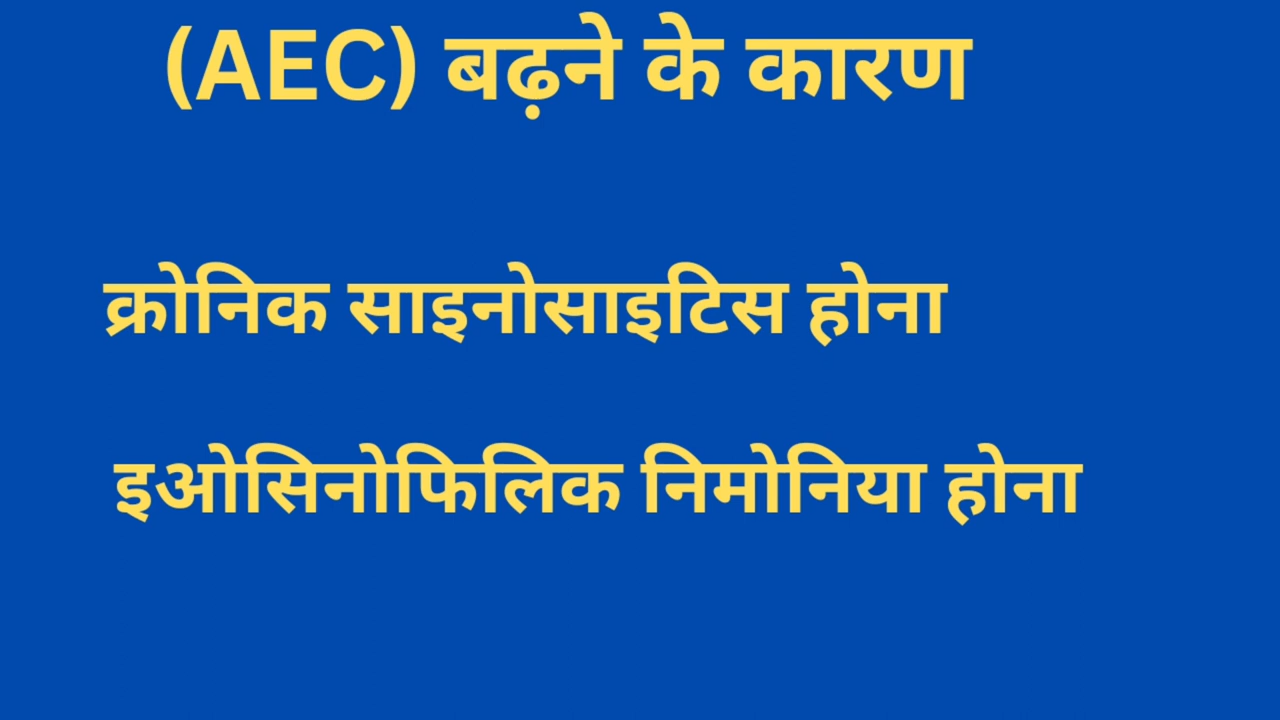 (AEC) बढ़ने के कारण
क्रोनिक साइनोसाइटिस होना
इओसिनोफिलिक निमोनिया होना